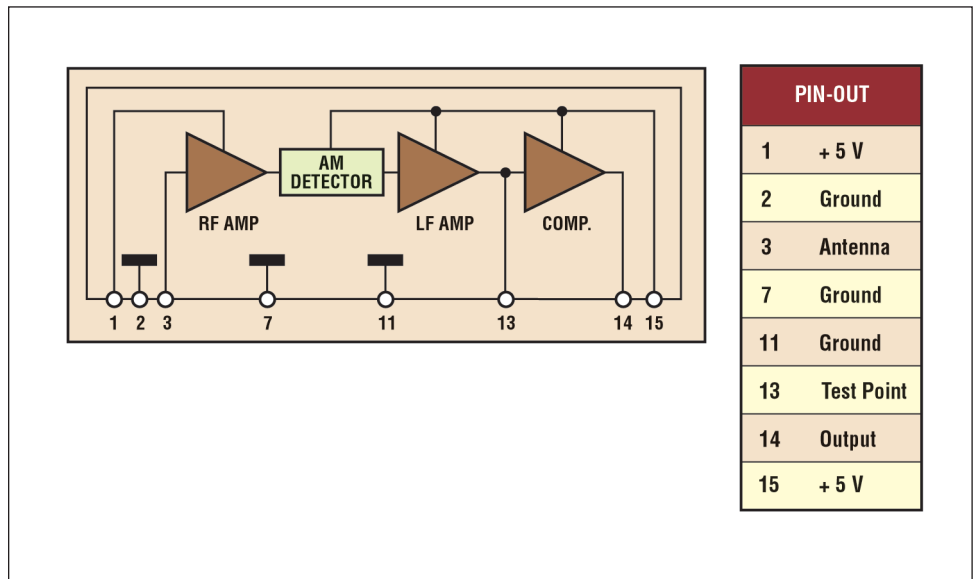 AM
DETECTOR
RF AMP
LF AMP
COMP.
1 2 3 7 11 13 14 15
PIN-OUT
1 + 5 V
2 Ground
3 Antenna
7 Ground
11 Ground
13 Test Point
14 Output
15 + 5 V